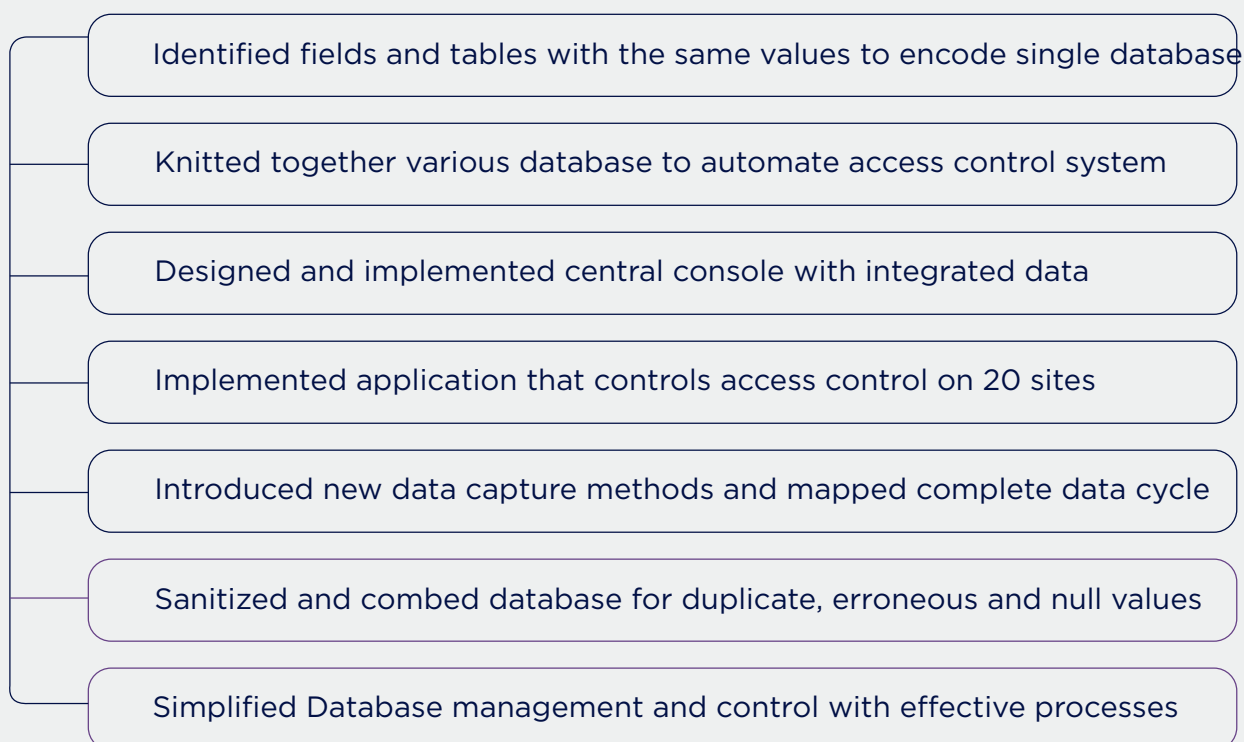 Identified fields and tables with the same values to encode single database
Knitted together various database to automate access control system
Designed and implemented central console with integrated data
Implemented application that controls access control on 20 sites
Introduced new data capture methods and mapped complete data cycle
Sanitized and combed database for duplicate, erroneous and null values
Simplified Database management and control with effective processes